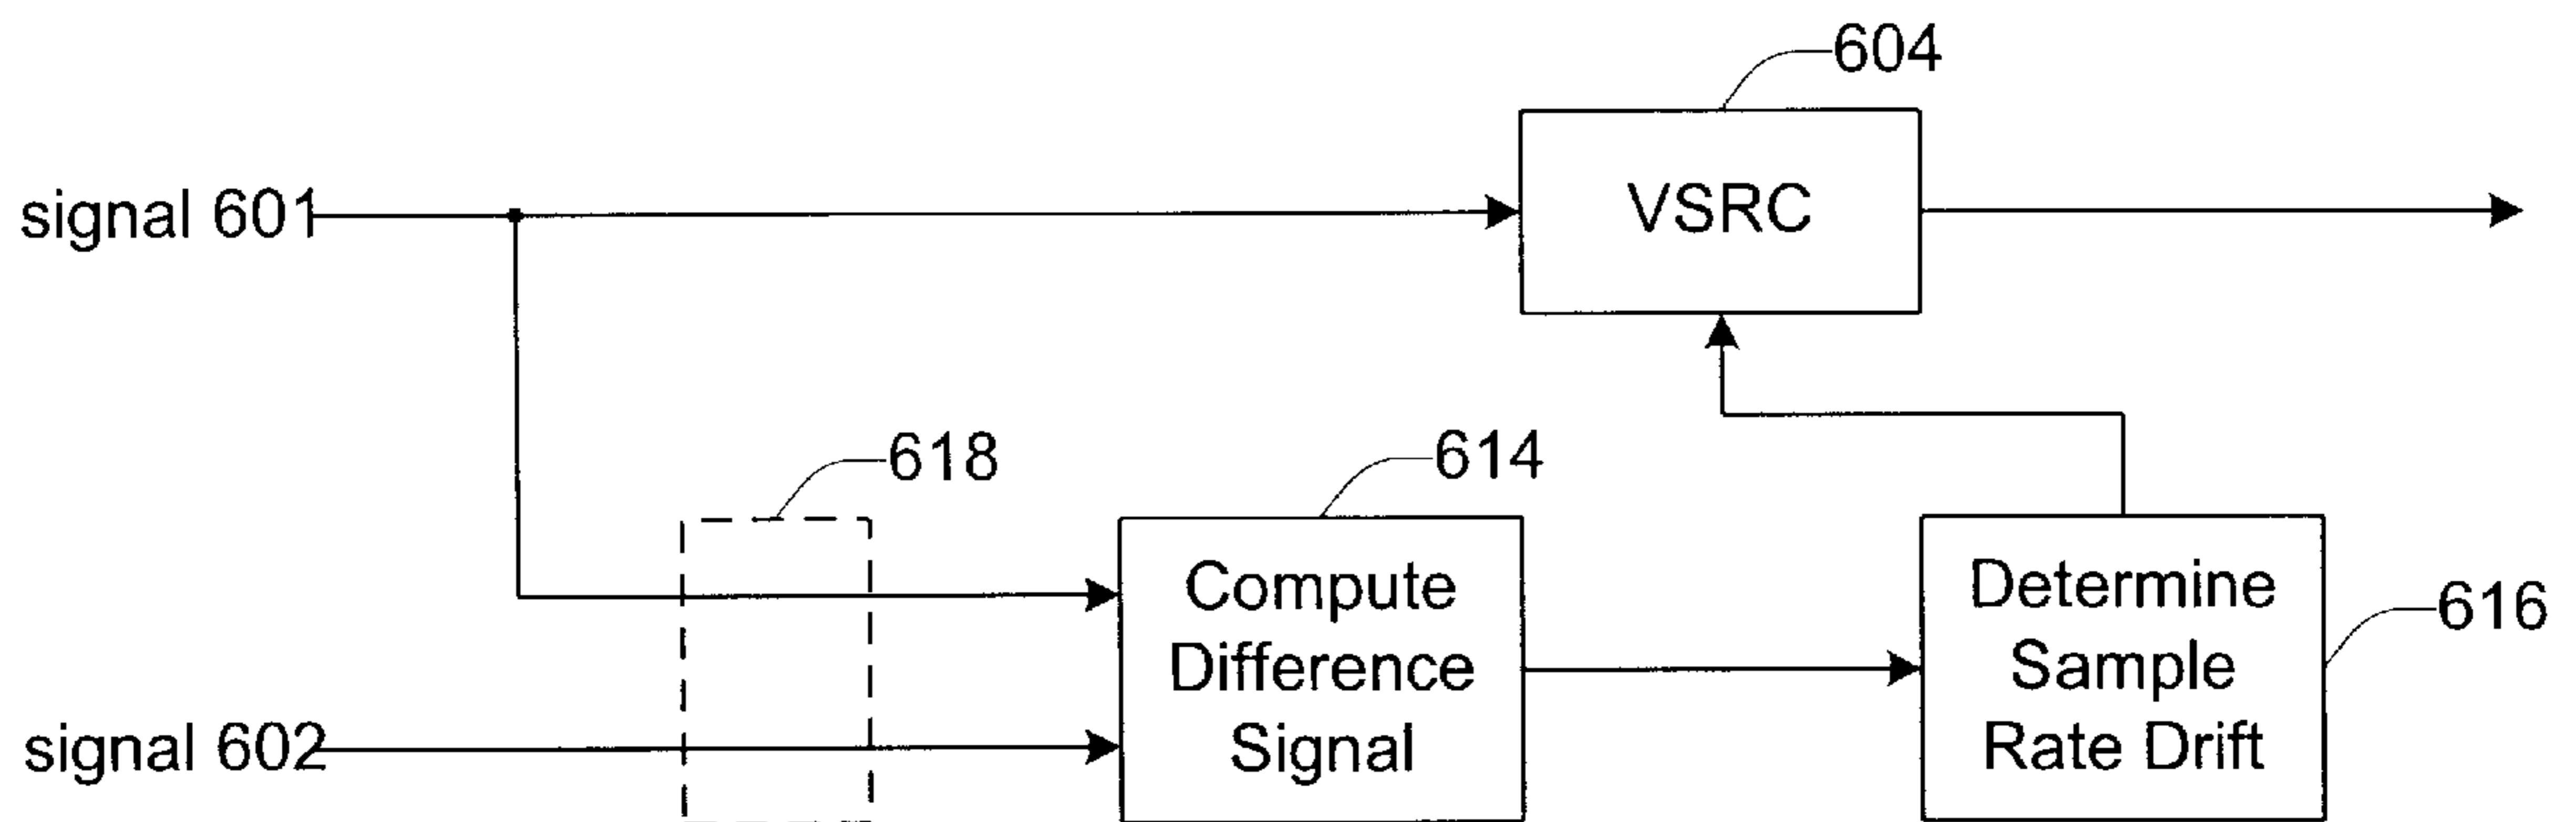 604
signal 601
VSRC
618
614
Compute
Difference
Signal
Determine
Sample
Rate Drift
616
signal 602